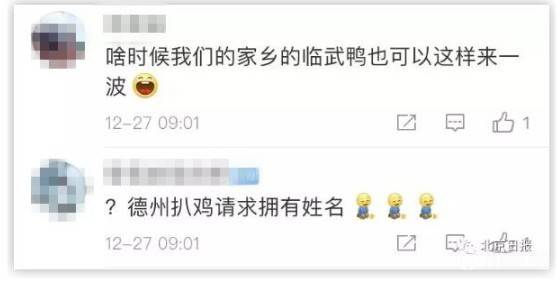 啥时候我们的家乡的临武鸭也可以这样来一
波
12-27 09:01
1
？德州扒鸡请求拥有姓名
12-27 09:01
北京日报